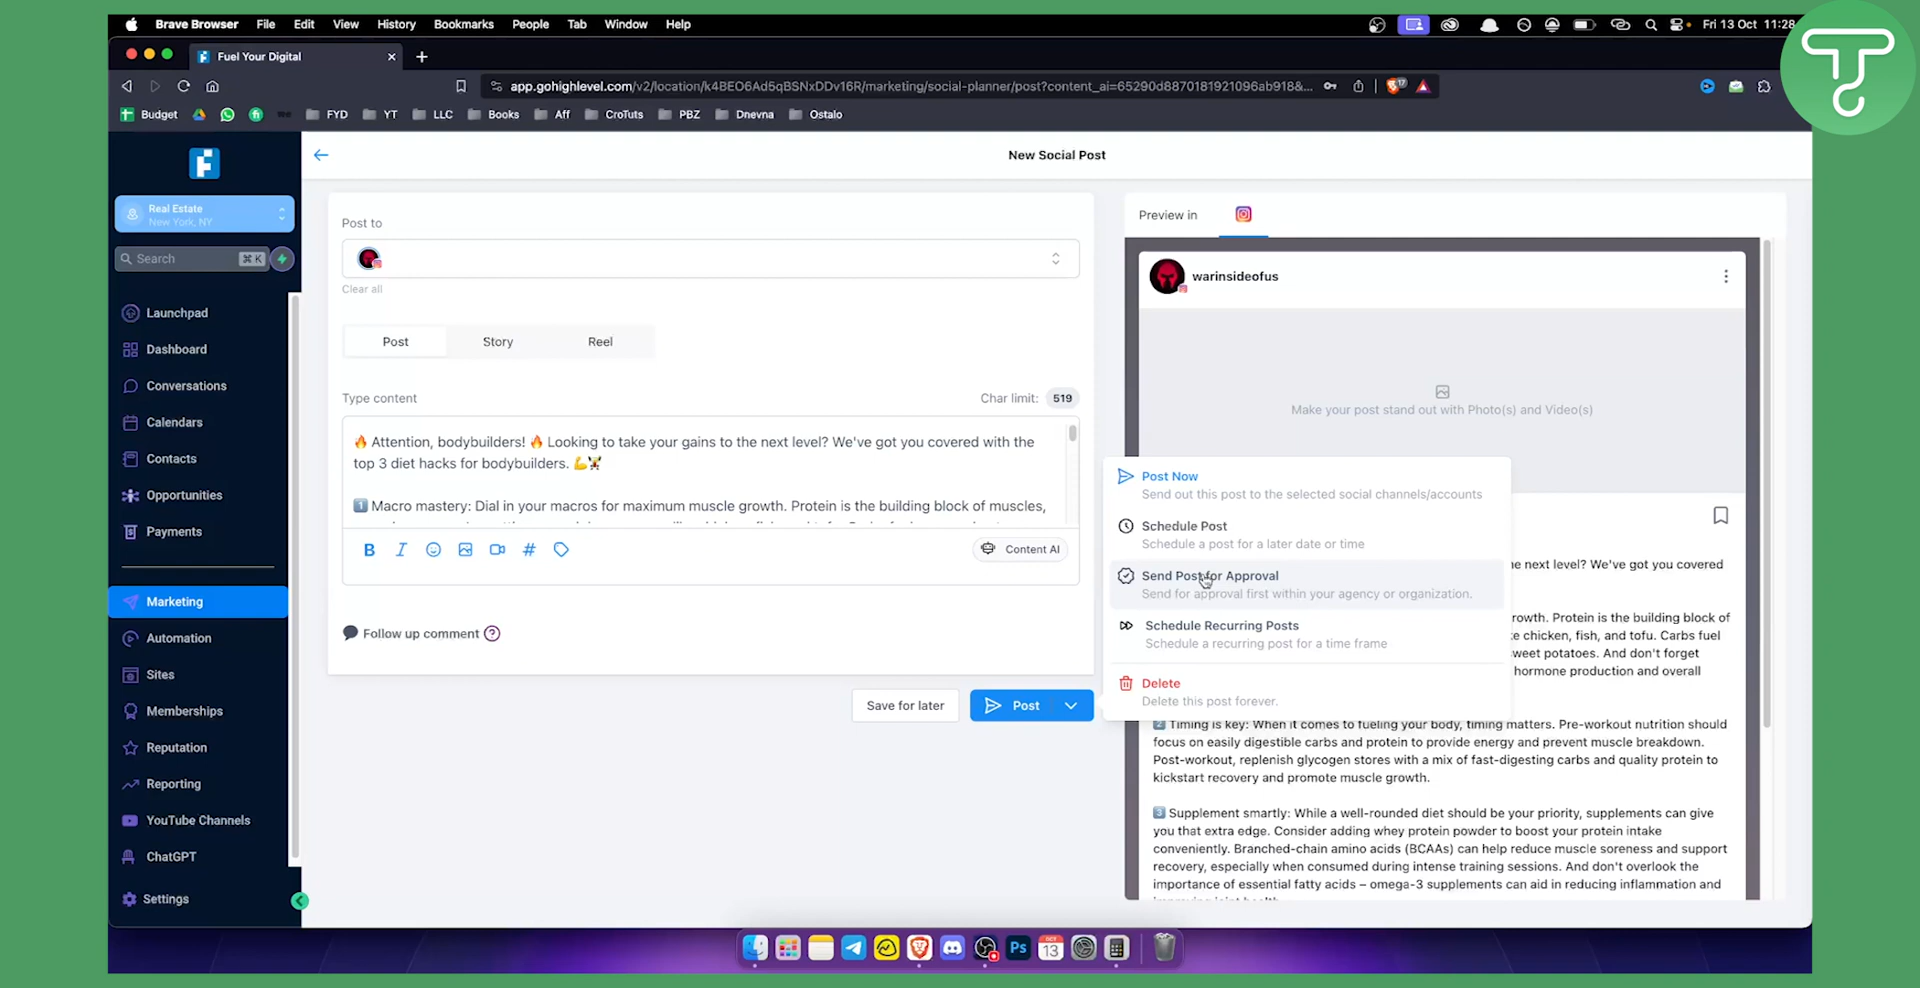 Brave Browser File Edit View History Bookmarks People Tab Window Help
Fri 13 Oct 11:28
Fuel Your Digital
app.gohighlevel.com/v2/location/k4BEO6Ad5qBSNxDDv16R/marketing/social-planner/post?content_ai=65290d8870181921096ab918&...
17
Budget
FYD
YT
LLC
Books
Aff
CroTuts
PBZ
Dnevna
Ostalo
Real Estate
New York, NY
Search
⌘ K
Launchpad
Dashboard
Conversations
Calendars
Contacts
Opportunities
Payments
Marketing
Automation
Sites
Memberships
Reputation
Reporting
YouTube Channels
ChatGPT
Settings
New Social Post
Post to
Clear all
Post
Story
Reel
Type content
Char limit: 519
🔥 Attention, bodybuilders! 🔥 Looking to take your gains to the next level? We've got you covered with the
top 3 diet hacks for bodybuilders. 💪🏋️
1️⃣ Macro mastery: Dial in your macros for maximum muscle growth. Protein is the building block of muscles,
B I
Content AI
Follow up comment
Save for later
Post
Post Now
Send out this post to the selected social channels/accounts
Schedule Post
Schedule a post for a later date or time
Send Post for Approval
Send for approval first within your agency or organization.
Schedule Recurring Posts
Schedule a recurring post for a time frame
Delete
Delete this post forever.
Preview in
warinsideofus
Make your post stand out with Photo(s) and Video(s)
next level? We've got you covered
rowth. Protein is the building block of
chicken, fish, and tofu. Carbs fuel
weet potatoes. And don't forget
hormone production and overall
2️⃣ Timing is key: When it comes to fueling your body, timing matters. Pre-workout nutrition should
focus on easily digestible carbs and protein to provide energy and prevent muscle breakdown.
Post-workout, replenish glycogen stores with a mix of fast-digesting carbs and quality protein to
kickstart recovery and promote muscle growth.
3️⃣ Supplement smartly: While a well-rounded diet should be your priority, supplements can give
you that extra edge. Consider adding whey protein powder to boost your protein intake
conveniently. Branched-chain amino acids (BCAAs) can help reduce muscle soreness and support
recovery, especially when consumed during intense training sessions. And don't overlook the
importance of essential fatty acids – omega-3 supplements can aid in reducing inflammation and
Ps
OCT
13